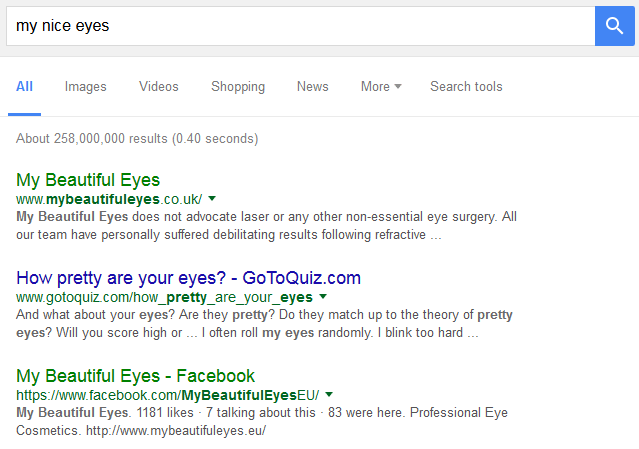 my nice eyes
All Images Videos Shopping News More Search tools
About 258,000,000 results (0.40 seconds)
My Beautiful Eyes
www.mybeautifuleyes.co.uk/
My Beautiful Eyes does not advocate laser or any other non-essential eye surgery. All
our team have personally suffered debilitating results following refractive ...
How pretty are your eyes? - GoToQuiz.com
www.gotoquiz.com/how_pretty_are_your_eyes
And what about your eyes? Are they pretty? Do they match up to the theory of pretty
eyes? Will you score high or ... I often roll my eyes randomly. I blink too hard ...
My Beautiful Eyes - Facebook
https://www.facebook.com/MyBeautifulEyesEU/
My Beautiful Eyes. 1181 likes · 7 talking about this · 83 were here. Professional Eye
Cosmetics. http://www.mybeautifuleyes.eu/